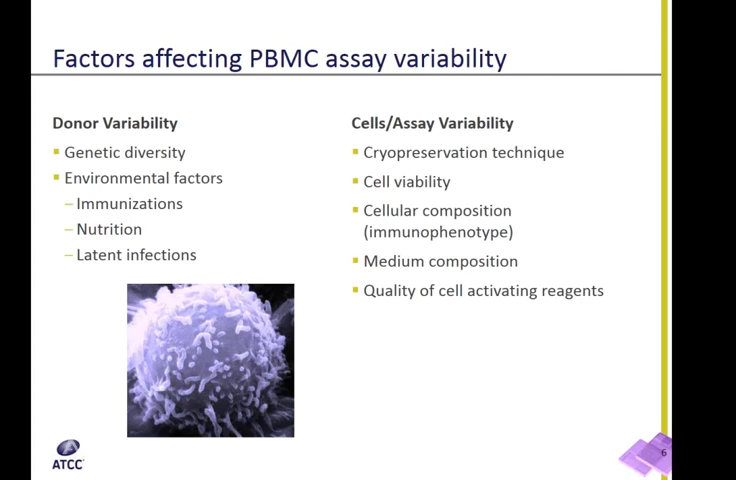 Factors affecting PBMC assay variability
Donor Variability
Genetic diversity
Environmental factors
– Immunizations
– Nutrition
– Latent infections
Cells/Assay Variability
Cryopreservation technique
Cell viability
Cellular composition
(immunophenotype)
Medium composition
Quality of cell activating reagents
ATCC
6